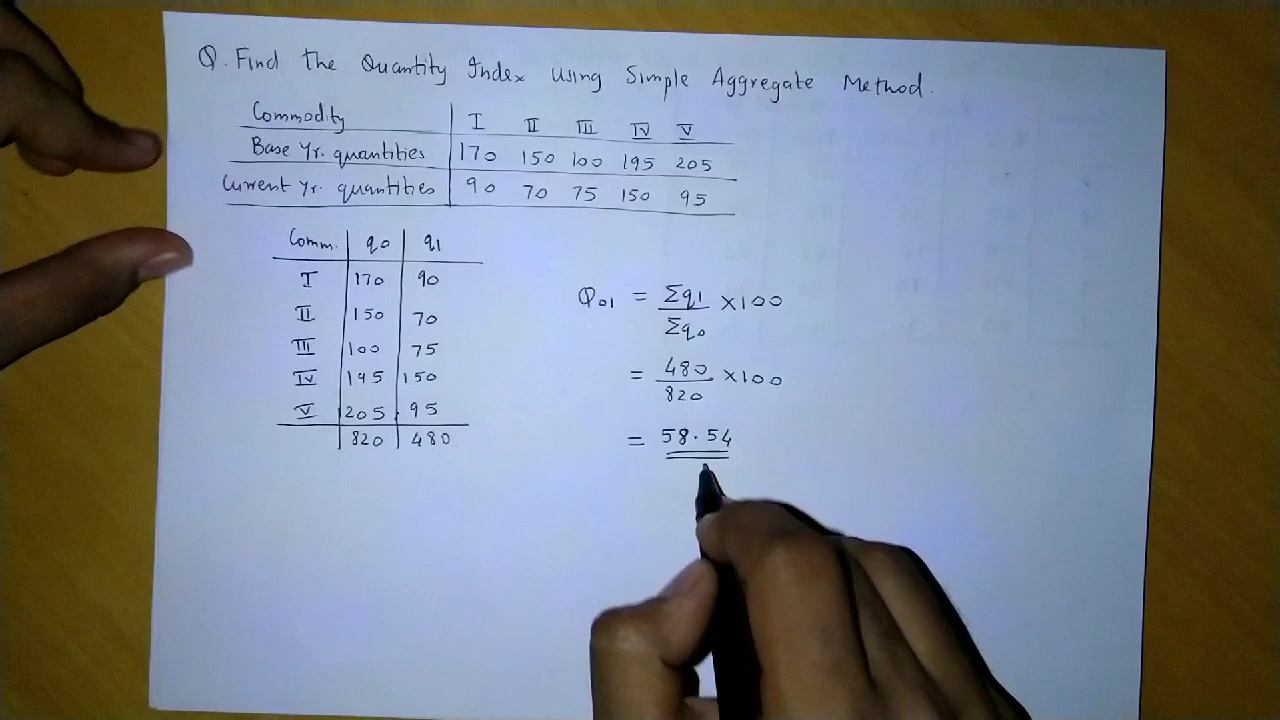 Q. Find the Quantity Index using Simple Aggregate Method.
Commodity I II III IV V
Base Yr. quantities 170 150 100 195 205
Current Yr. quantities 90 70 75 150 95
Comm. q0 q1
I 170 90
II 150 70
III 100 75
IV 195 150
V 205 95
820 480
Q01 = Σq1/Σq0 ×100
= 480/820 ×100
= 58.54